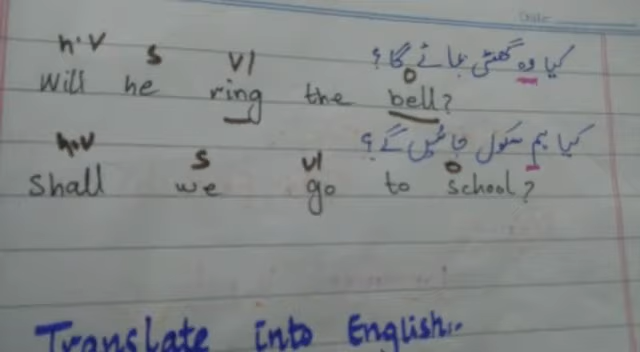 Date:
کیا وہ گھنٹی بجائے گا؟
h.v s v1 o
Will he ring the bell?
کیا ہم سکول جائیں گے؟
h.v s v1 o
Shall we go to school?
Translate into English:-